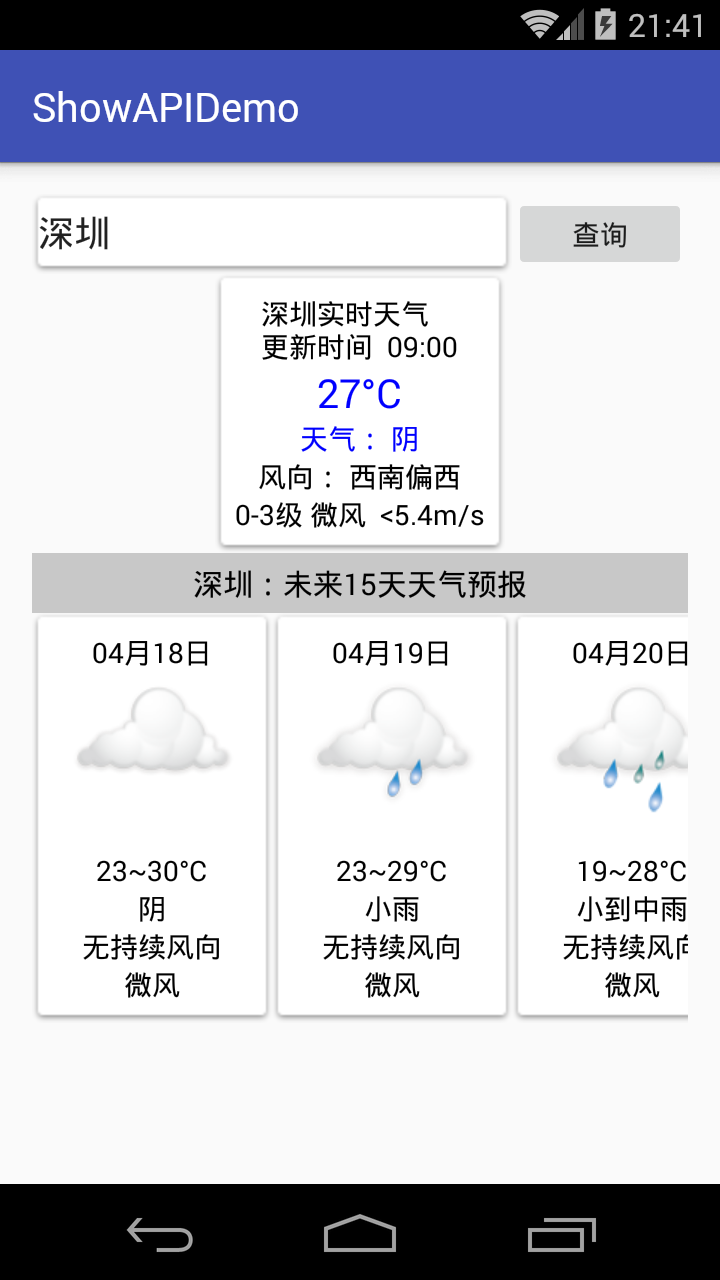 21:41
ShowAPIDemo
深圳
查询
深圳实时天气
更新时间 09:00
27°C
天气： 阴
风向： 西南偏西
0-3级 微风 <5.4m/s
深圳：未来15天天气预报
04月18日
23~30°C
阴
无持续风向
微风
04月19日
23~29°C
小雨
无持续风向
微风
04月20日
19~28°C
小到中雨
无持续风向
微风